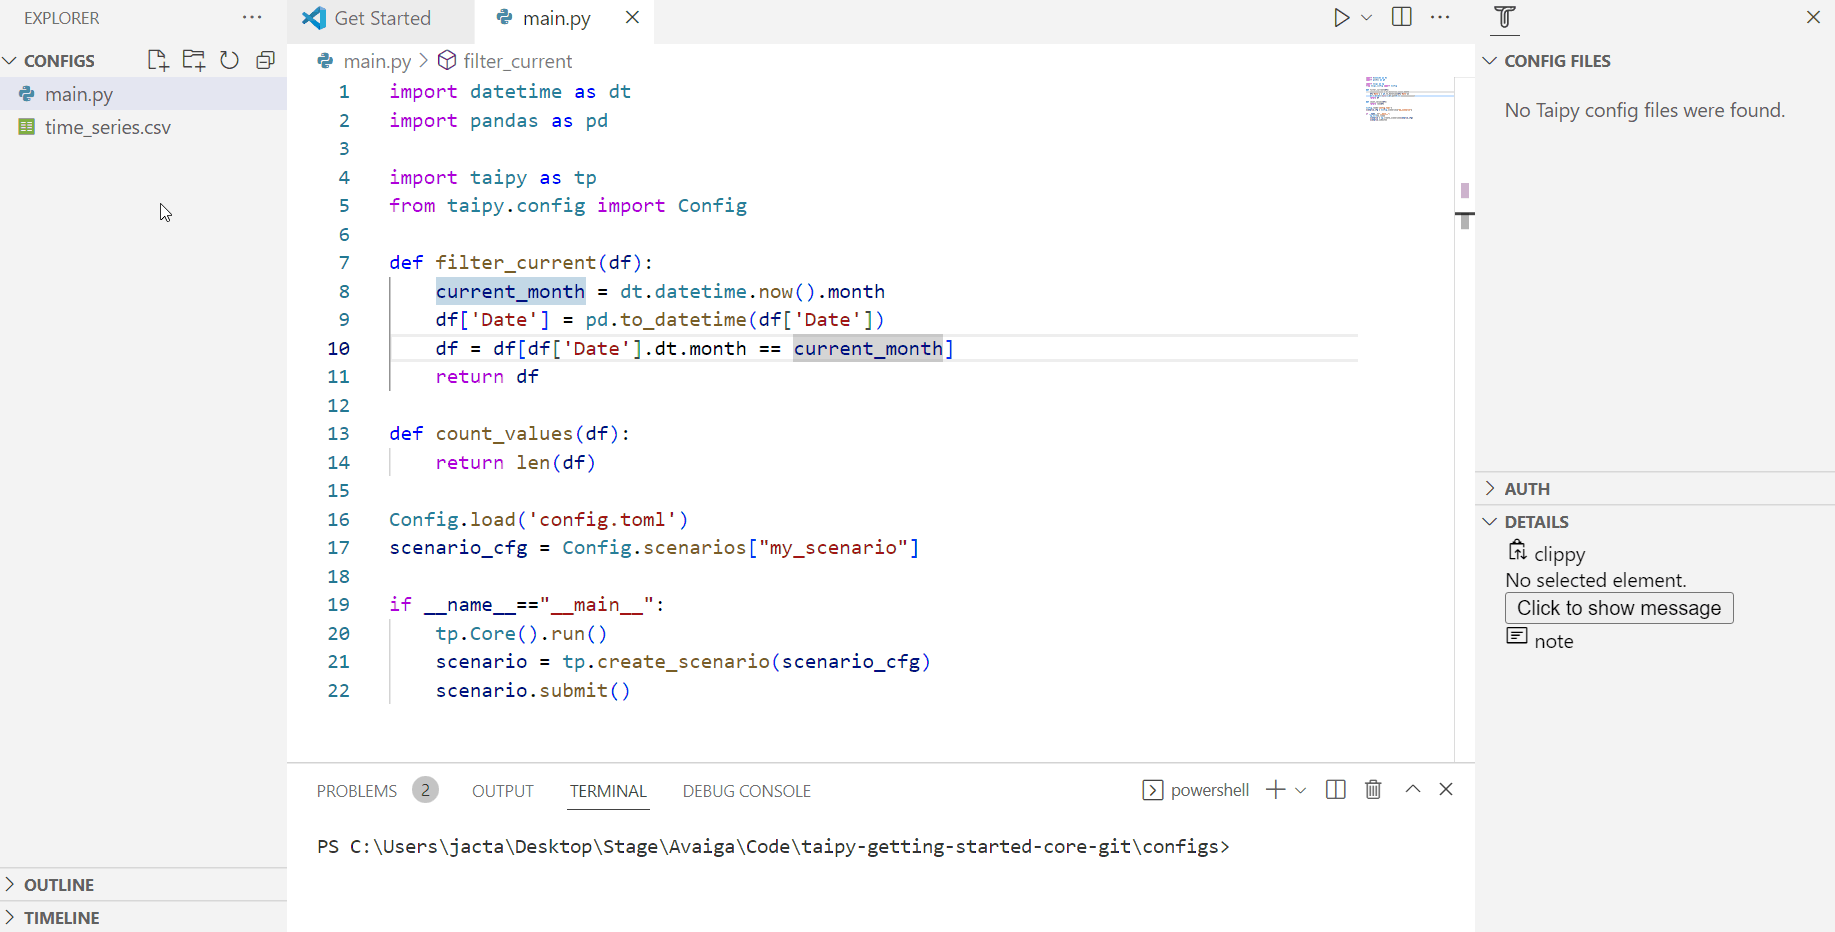 EXPLORER
CONFIGS
main.py
time_series.csv
OUTLINE
TIMELINE
Get Started
main.py
main.py > filter_current
1 import datetime as dt
2 import pandas as pd
3
4 import taipy as tp
5 from taipy.config import Config
6
7 def filter_current(df):
8     current_month = dt.datetime.now().month
9     df['Date'] = pd.to_datetime(df['Date'])
10     df = df[df['Date'].dt.month == current_month]
11     return df
12
13 def count_values(df):
14     return len(df)
15
16 Config.load('config.toml')
17 scenario_cfg = Config.scenarios["my_scenario"]
18
19 if __name__=="__main__":
20     tp.Core().run()
21     scenario = tp.create_scenario(scenario_cfg)
22     scenario.submit()
PROBLEMS 2 OUTPUT TERMINAL DEBUG CONSOLE powershell
PS C:\Users\jacta\Desktop\Stage\Avaiga\Code\taipy-getting-started-core-git\configs>
CONFIG FILES
No Taipy config files were found.
AUTH
DETAILS
clippy
No selected element.
Click to show message
note